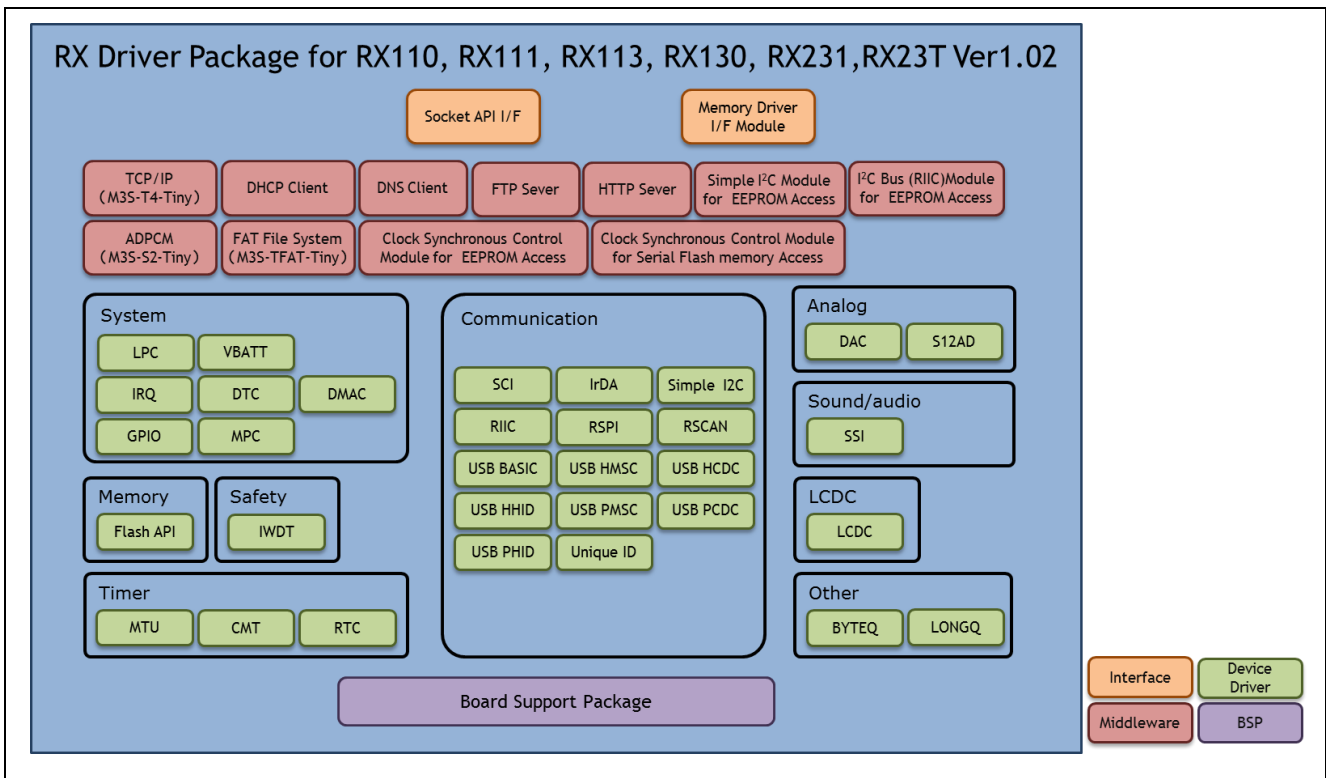 RX Driver Package for RX110, RX111, RX113, RX130, RX231,RX23T Ver1.02
Socket API I/F
Memory Driver
I/F Module
TCP/IP
(M3S-T4-Tiny)
DHCP Client
DNS Client
FTP Sever
HTTP Sever
Simple I²C Module
for EEPROM Access
I²C Bus (RIIC)Module
for EEPROM Access
ADPCM
(M3S-S2-Tiny)
FAT File System
(M3S-TFAT-Tiny)
Clock Synchronous Control
Module for EEPROM Access
Clock Synchronous Control Module
for Serial Flash memory Access
System
LPC
VBATT
IRQ
DTC
DMAC
GPIO
MPC
Memory
Flash API
Safety
IWDT
Timer
MTU
CMT
RTC
Communication
SCI
IrDA
Simple I2C
RIIC
RSPI
RSCAN
USB BASIC
USB HMSC
USB HCDC
USB HHID
USB PMSC
USB PCDC
USB PHID
Unique ID
Analog
DAC
S12AD
Sound/audio
SSI
LCDC
LCDC
Other
BYTEQ
LONGQ
Board Support Package
Interface
Device
Driver
Middleware
BSP